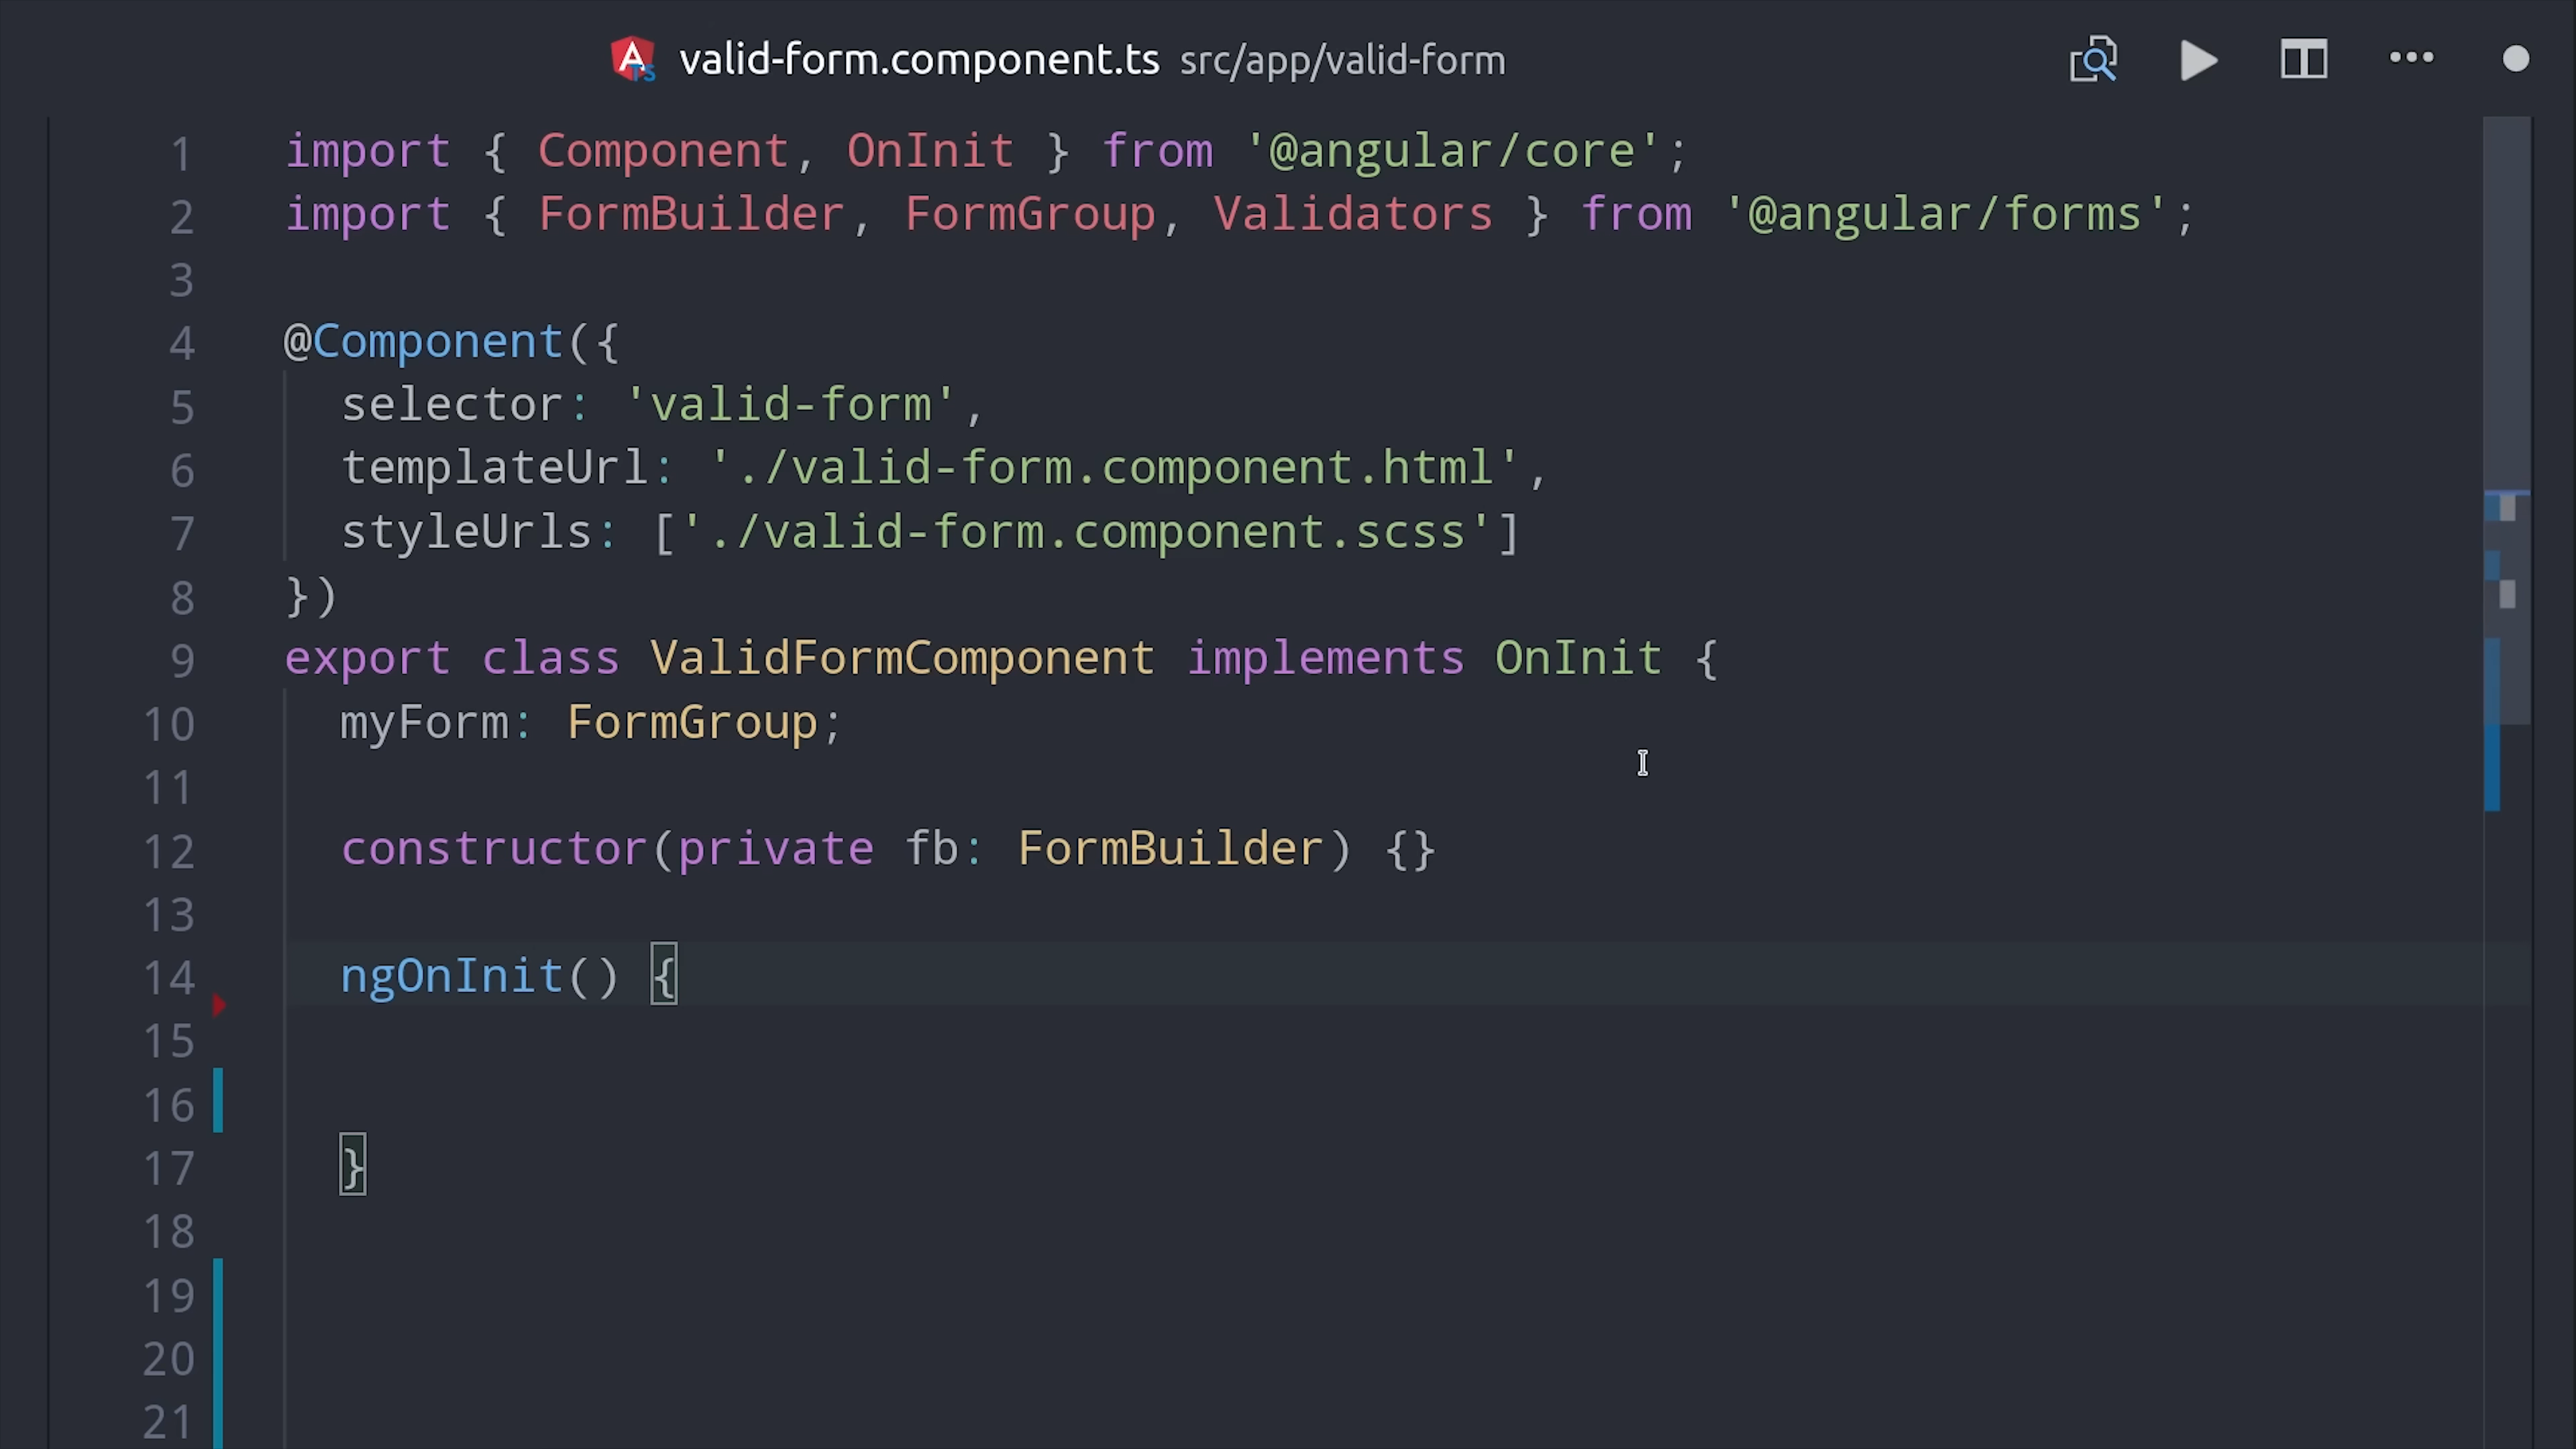 valid-form.component.ts src/app/valid-form
1 import { Component, OnInit } from '@angular/core';
2 import { FormBuilder, FormGroup, Validators } from '@angular/forms';
3
4 @Component({
5 selector: 'valid-form',
6 templateUrl: './valid-form.component.html',
7 styleUrls: ['./valid-form.component.scss']
8 })
9 export class ValidFormComponent implements OnInit {
10 myForm: FormGroup;
11
12 constructor(private fb: FormBuilder) {}
13
14 ngOnInit() {
15
16
17 }
18
19
20
21